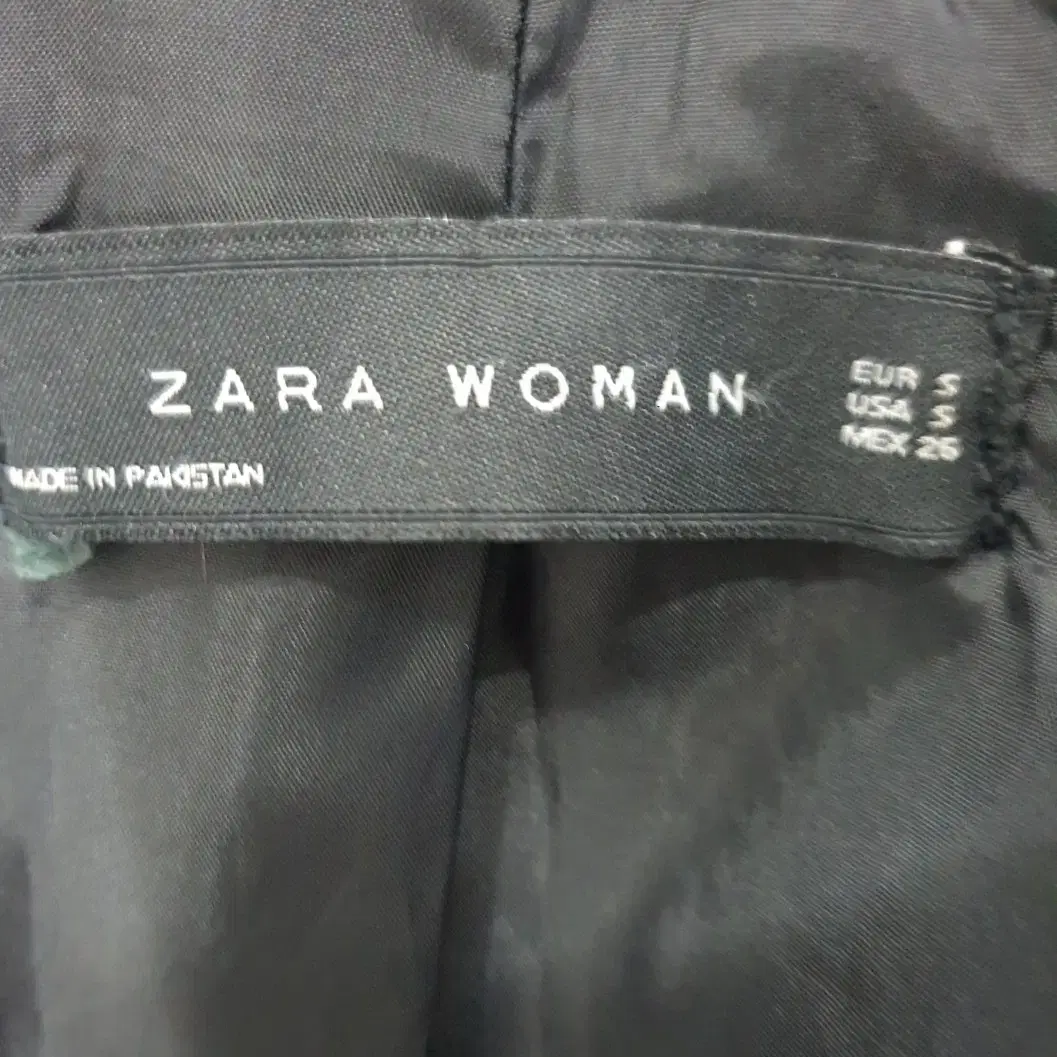 ZARA WOMAN
EUR S
USA S
MEX 26
MADE IN PAKISTAN